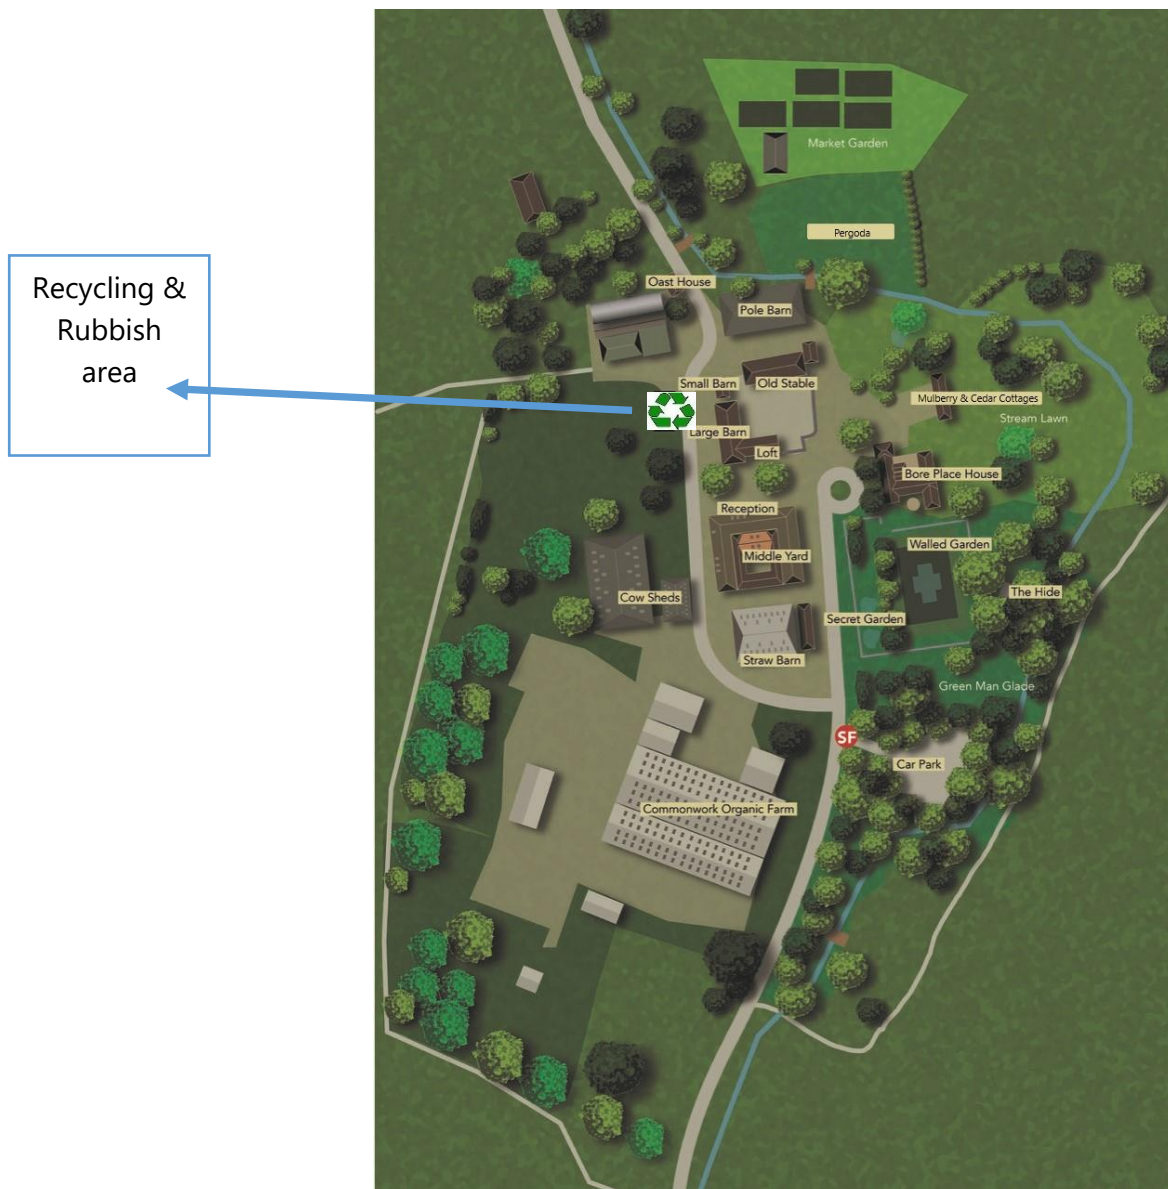 Market Garden
Pergoda
Recycling &
Rubbish
area
Oast House
Pole Barn
Small Barn
Old Stable
Mulberry & Cedar Cottages
Stream Lawn
Large Barn
Loft
Bore Place House
Reception
Walled Garden
Middle Yard
The Hide
Cow Sheds
Secret Garden
Straw Barn
Green Man Glade
SF
Car Park
Commonwork Organic Farm